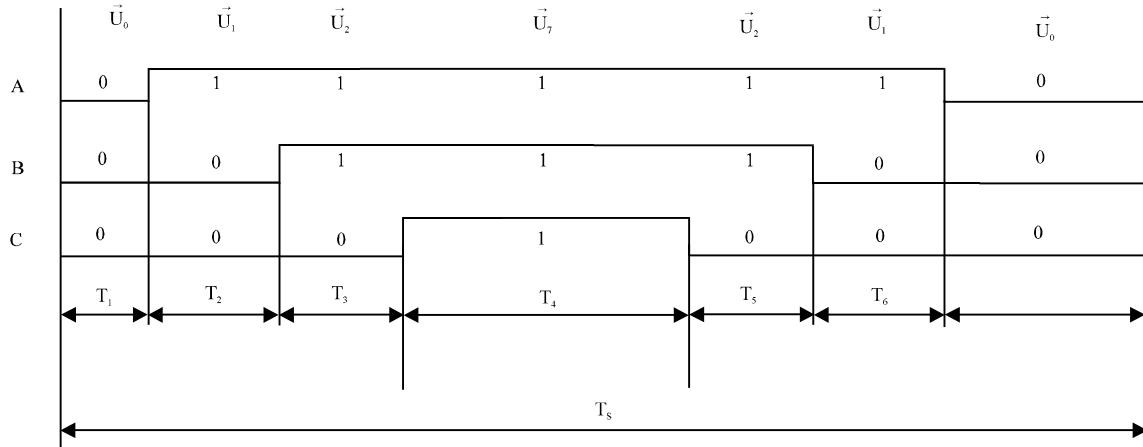 U⃗₀ U⃗₁ U⃗₂ U⃗₇ U⃗₂ U⃗₁ U⃗₀
A 0 1 1 1 1 1 0
B 0 0 1 1 1 0 0
C 0 0 0 1 0 0 0
T₁ T₂ T₃ T₄ T₅ T₆
Tₛ